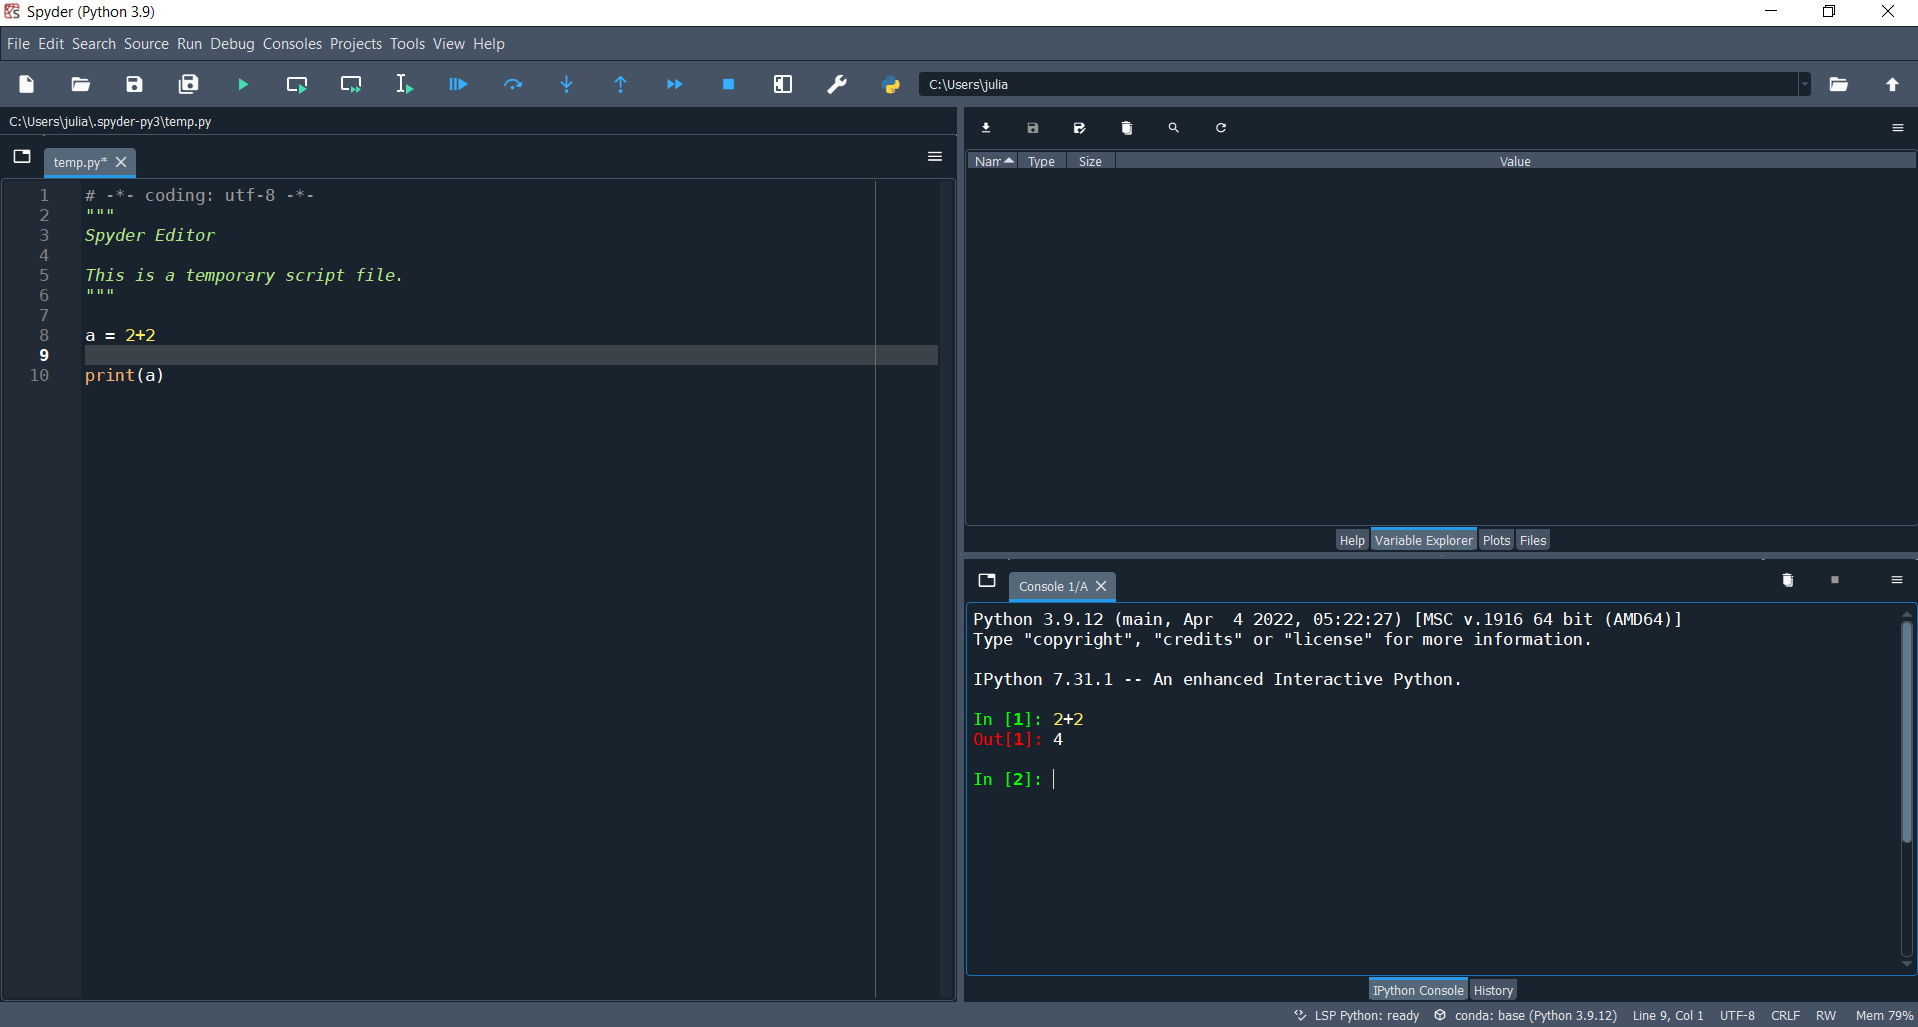 Spyder (Python 3.9)
File Edit Search Source Run Debug Consoles Projects Tools View Help
C:\Users\julia
C:\Users\julia\.spyder-py3\temp.py
temp.py*
1 # -*- coding: utf-8 -*-
2 """
3 Spyder Editor
4
5 This is a temporary script file.
6 """
7
8 a = 2+2
9
10 print(a)
Nam Type Size Value
Help Variable Explorer Plots Files
Console 1/A
Python 3.9.12 (main, Apr  4 2022, 05:22:27) [MSC v.1916 64 bit (AMD64)]
Type "copyright", "credits" or "license" for more information.
IPython 7.31.1 -- An enhanced Interactive Python.
In [1]: 2+2
Out[1]: 4
In [2]:
IPython Console History
LSP Python: ready conda: base (Python 3.9.12) Line 9, Col 1 UTF-8 CRLF RW Mem 79%